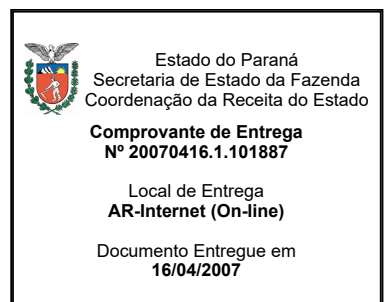 Estado do Paraná
Secretaria de Estado da Fazenda
Coordenação da Receita do Estado
Comprovante de Entrega
Nº 20070416.1.101887
Local de Entrega
AR-Internet (On-line)
Documento Entregue em
16/04/2007